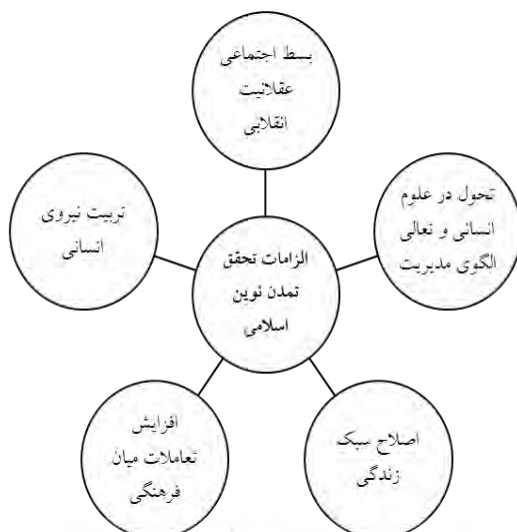 بسط اجتماعی
عقلانیت
انقلابی
تحول در علوم
انسانی و تعالی
الگوی مدیریت
تربیت نیروی
انسانی
الزامات تحقق
تمدن نوین
اسلامی
اصلاح سبک
زندگی
افزایش
تعاملات میان
فرهنگی